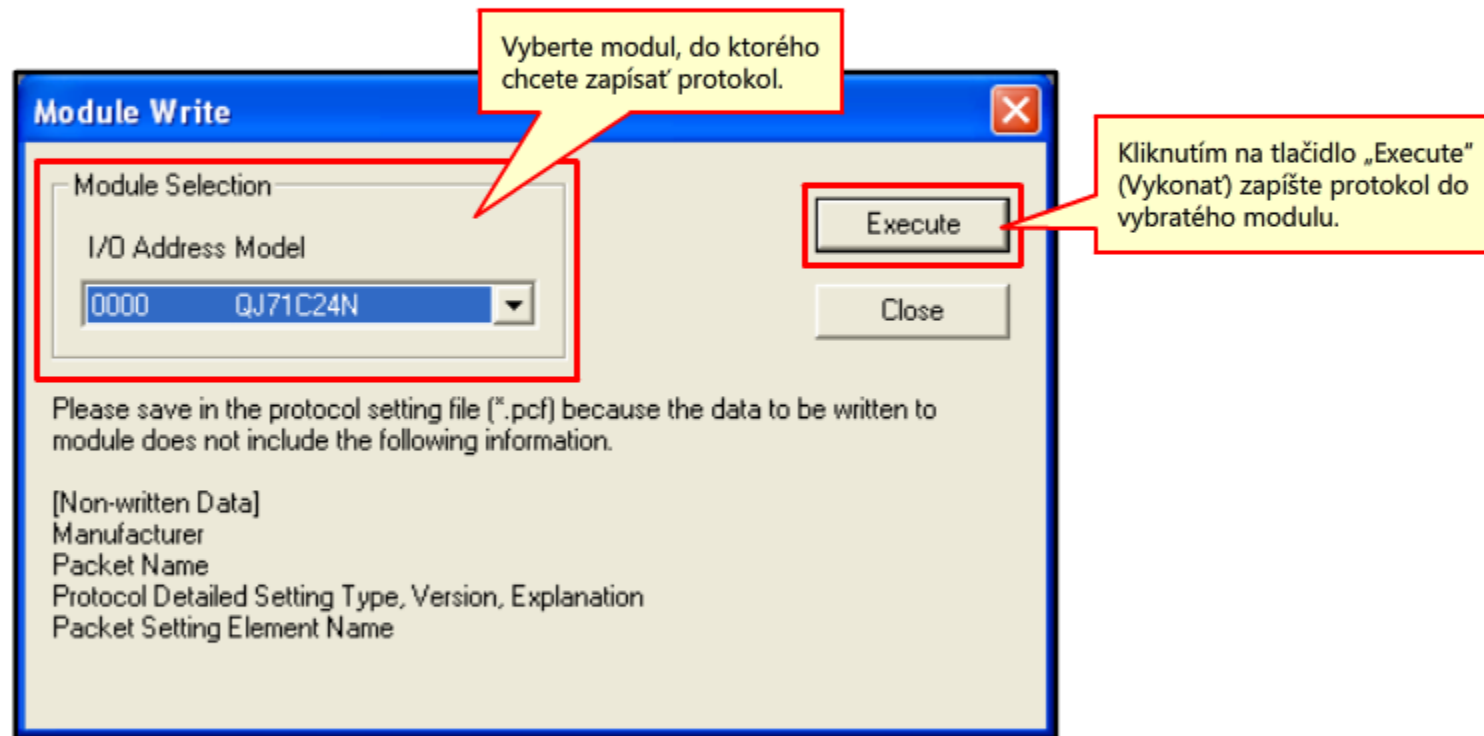 Vyberte modul, do ktorého
chcete zapísať protokol.
Module Write
Kliknutím na tlačidlo „Execute“
(Vykonať) zapíšte protokol do
vybratého modulu.
Module Selection
I/O Address Model
0000 QJ71C24N
Execute
Close
Please save in the protocol setting file (*.pcf) because the data to be written to
module does not include the following information.
[Non-written Data]
Manufacturer
Packet Name
Protocol Detailed Setting Type, Version, Explanation
Packet Setting Element Name